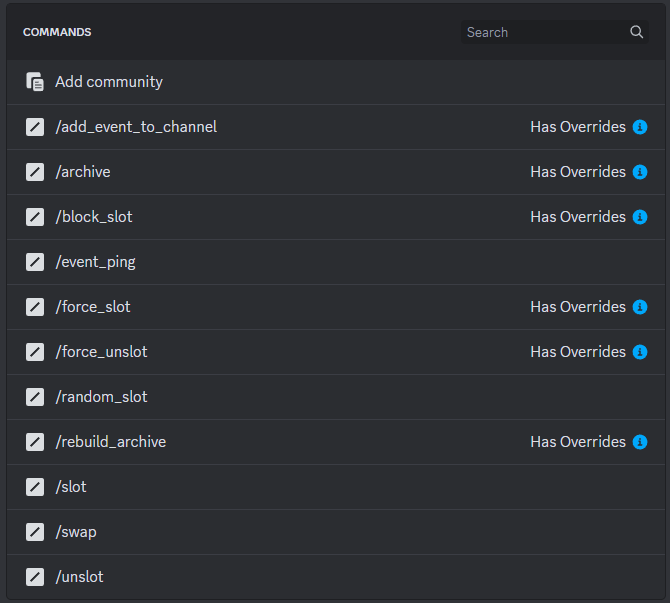 COMMANDS
Search
Add community
/add_event_to_channel Has Overrides
/archive Has Overrides
/block_slot Has Overrides
/event_ping
/force_slot Has Overrides
/force_unslot Has Overrides
/random_slot
/rebuild_archive Has Overrides
/slot
/swap
/unslot